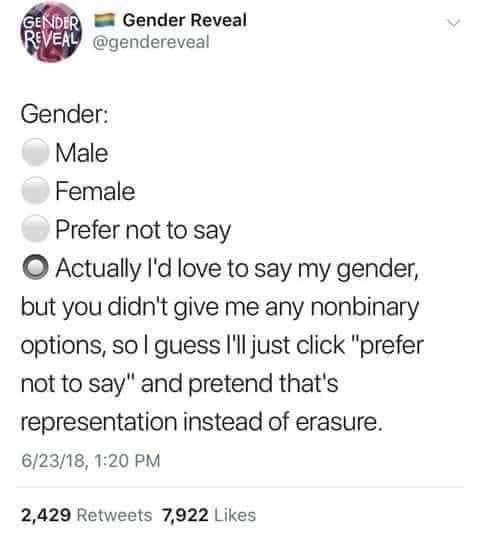 GENDER
REVEAL
🏳️‍🌈 Gender Reveal
@gendereveal
Gender:
⚪ Male
⚪ Female
⚪ Prefer not to say
🔘 Actually I'd love to say my gender,
but you didn't give me any nonbinary
options, so I guess I'll just click "prefer
not to say" and pretend that's
representation instead of erasure.
6/23/18, 1:20 PM
2,429 Retweets 7,922 Likes